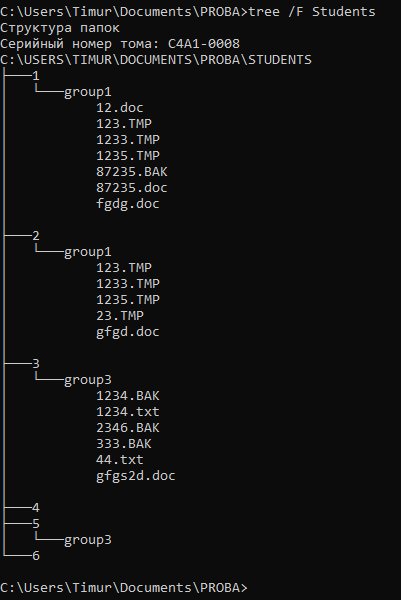 C:\Users\Timur\Documents\PROBA>tree /F Students
Структура папок
Серийный номер тома: C4A1-0008
C:\USERS\TIMUR\DOCUMENTS\PROBA\STUDENTS
├───1
│   └───group1
│           12.doc
│           123.TMP
│           1233.TMP
│           1235.TMP
│           87235.BAK
│           87235.doc
│           fgdg.doc
│
├───2
│   └───group1
│           123.TMP
│           1233.TMP
│           1235.TMP
│           23.TMP
│           gfgd.doc
│
├───3
│   └───group3
│           1234.BAK
│           1234.txt
│           2346.BAK
│           333.BAK
│           44.txt
│           gfgs2d.doc
│
├───4
├───5
│   └───group3
└───6

C:\Users\Timur\Documents\PROBA>